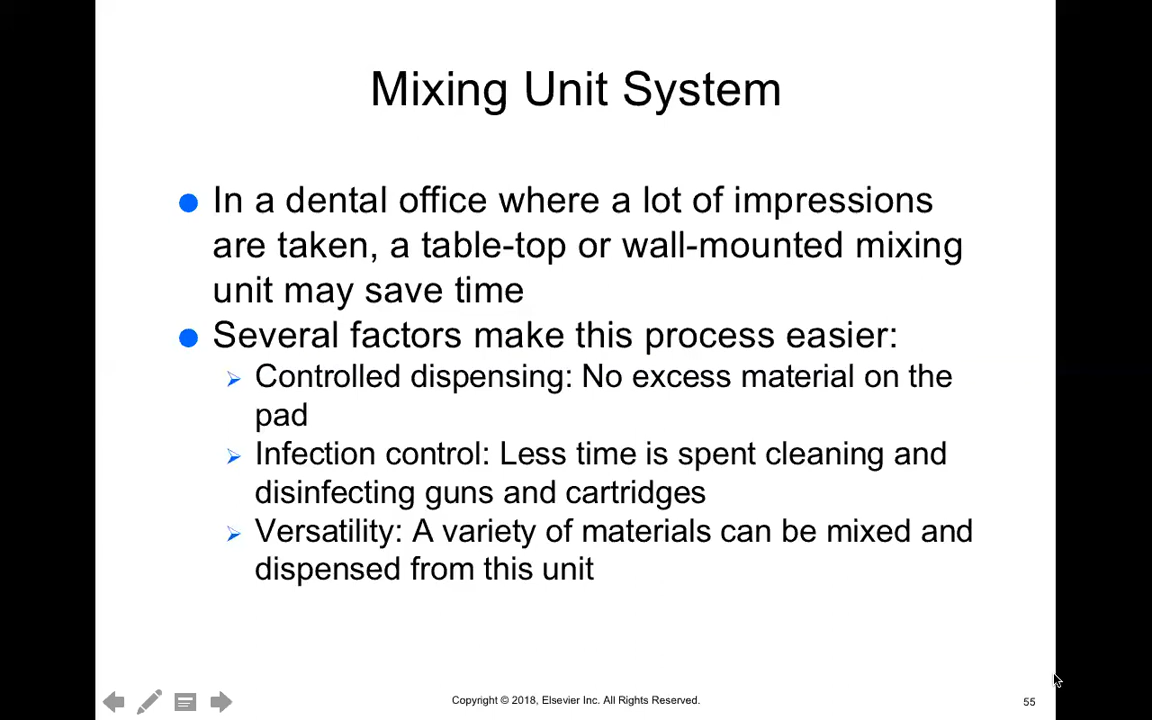 Mixing Unit System
In a dental office where a lot of impressions
are taken, a table-top or wall-mounted mixing
unit may save time
Several factors make this process easier:
Controlled dispensing: No excess material on the
pad
Infection control: Less time is spent cleaning and
disinfecting guns and cartridges
Versatility: A variety of materials can be mixed and
dispensed from this unit
Copyright © 2018, Elsevier Inc. All Rights Reserved.
55